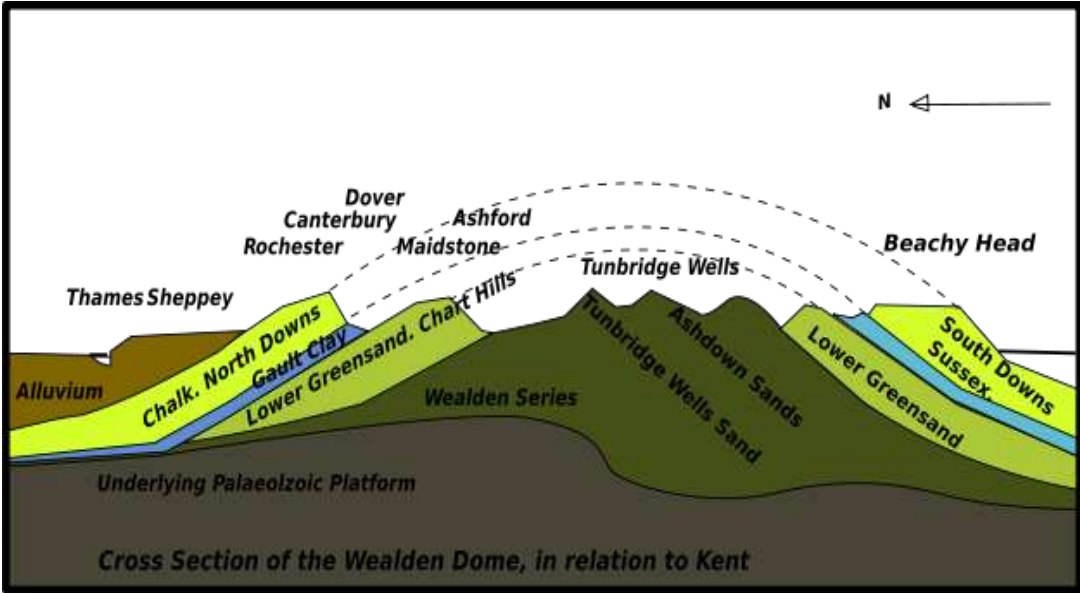 N
Dover
Canterbury
Ashford
Rochester
Maidstone
Beachy Head
Tunbridge Wells
Thames Sheppey
Chalk. North Downs
Gault Clay
Lower Greensand. Chart Hills
Tunbridge Wells Sand
Ashdown Sands
Lower Greensand
South Downs
Sussex.
Alluvium
Wealden Series
Underlying Palaeolzoic Platform
Cross Section of the Wealden Dome, in relation to Kent